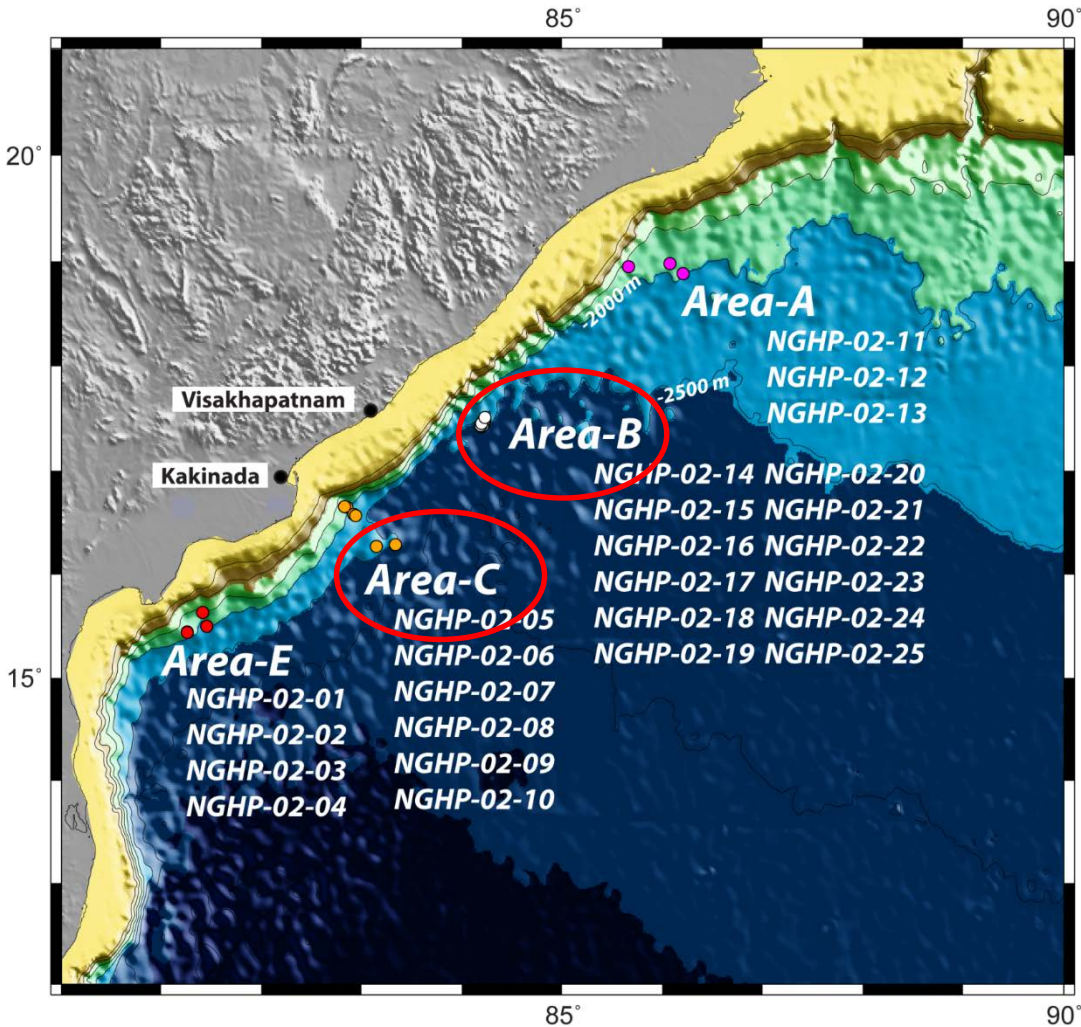 85°
90°
20°
Area-A
-2000 m
NGHP-02-11
NGHP-02-12
NGHP-02-13
-2500 m
Visakhapatnam
Area-B
Kakinada
NGHP-02-14 NGHP-02-20
NGHP-02-15 NGHP-02-21
NGHP-02-16 NGHP-02-22
NGHP-02-17 NGHP-02-23
NGHP-02-18 NGHP-02-24
NGHP-02-19 NGHP-02-25
Area-C
NGHP-02-05
NGHP-02-06
NGHP-02-07
NGHP-02-08
NGHP-02-09
NGHP-02-10
15°
Area-E
NGHP-02-01
NGHP-02-02
NGHP-02-03
NGHP-02-04
85°
90°